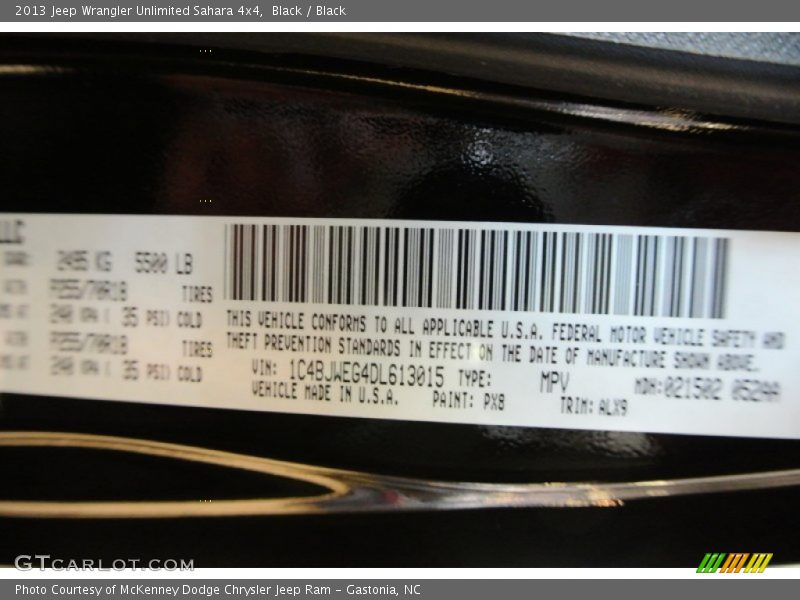 2013 Jeep Wrangler Unlimited Sahara 4x4, Black / Black
LLC
2495 KG 5500 LB
P255/70R18 TIRES
240 KPA ( 35 PSI) COLD
P255/70R18 TIRES
240 KPA ( 35 PSI) COLD
THIS VEHICLE CONFORMS TO ALL APPLICABLE U.S.A. FEDERAL MOTOR VEHICLE SAFETY AND
THEFT PREVENTION STANDARDS IN EFFECT ON THE DATE OF MANUFACTURE SHOWN ABOVE.
VIN: 1C4BJWEG4DL613015 TYPE: MPV MDH:021502 052AA
VEHICLE MADE IN U.S.A. PAINT: PX8 TRIM: ALX9
GTCARLOT.COM
Photo Courtesy of McKenney Dodge Chrysler Jeep Ram – Gastonia, NC